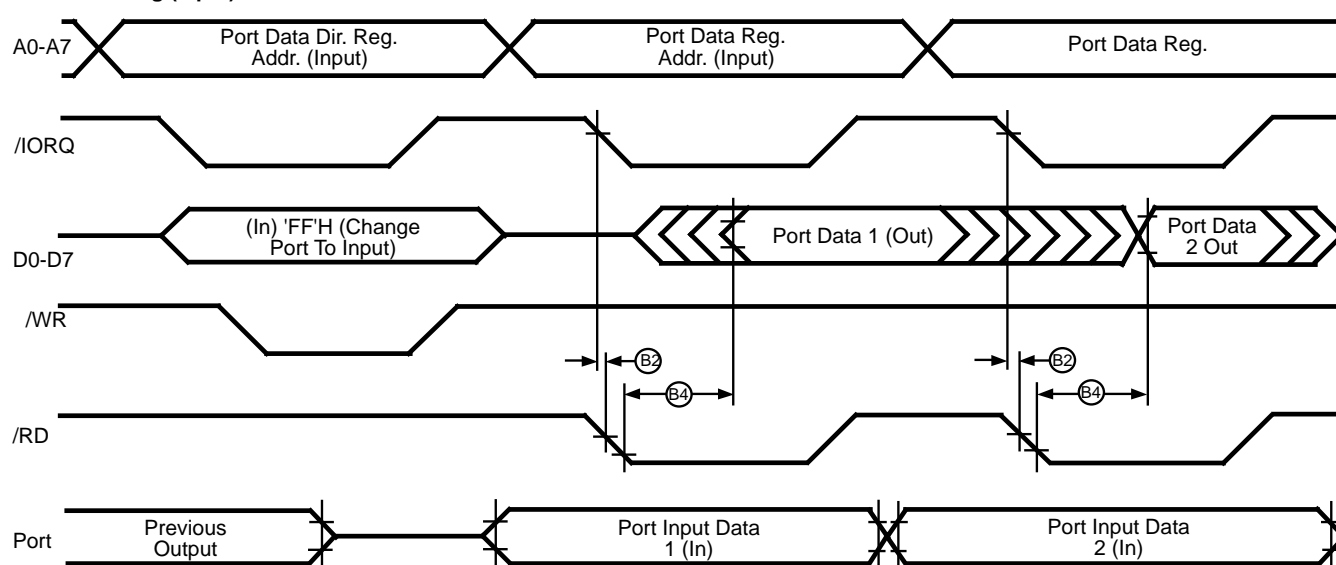 A0-A7
Port Data Dir. Reg.
Addr. (Input)
Port Data Reg.
Addr. (Input)
Port Data Reg.
/IORQ
D0-D7
(In) 'FF'H (Change
Port To Input)
Port Data 1 (Out)
Port Data
2 Out
/WR
B2
B2
B4
B4
/RD
Port
Previous
Output
Port Input Data
1 (In)
Port Input Data
2 (In)